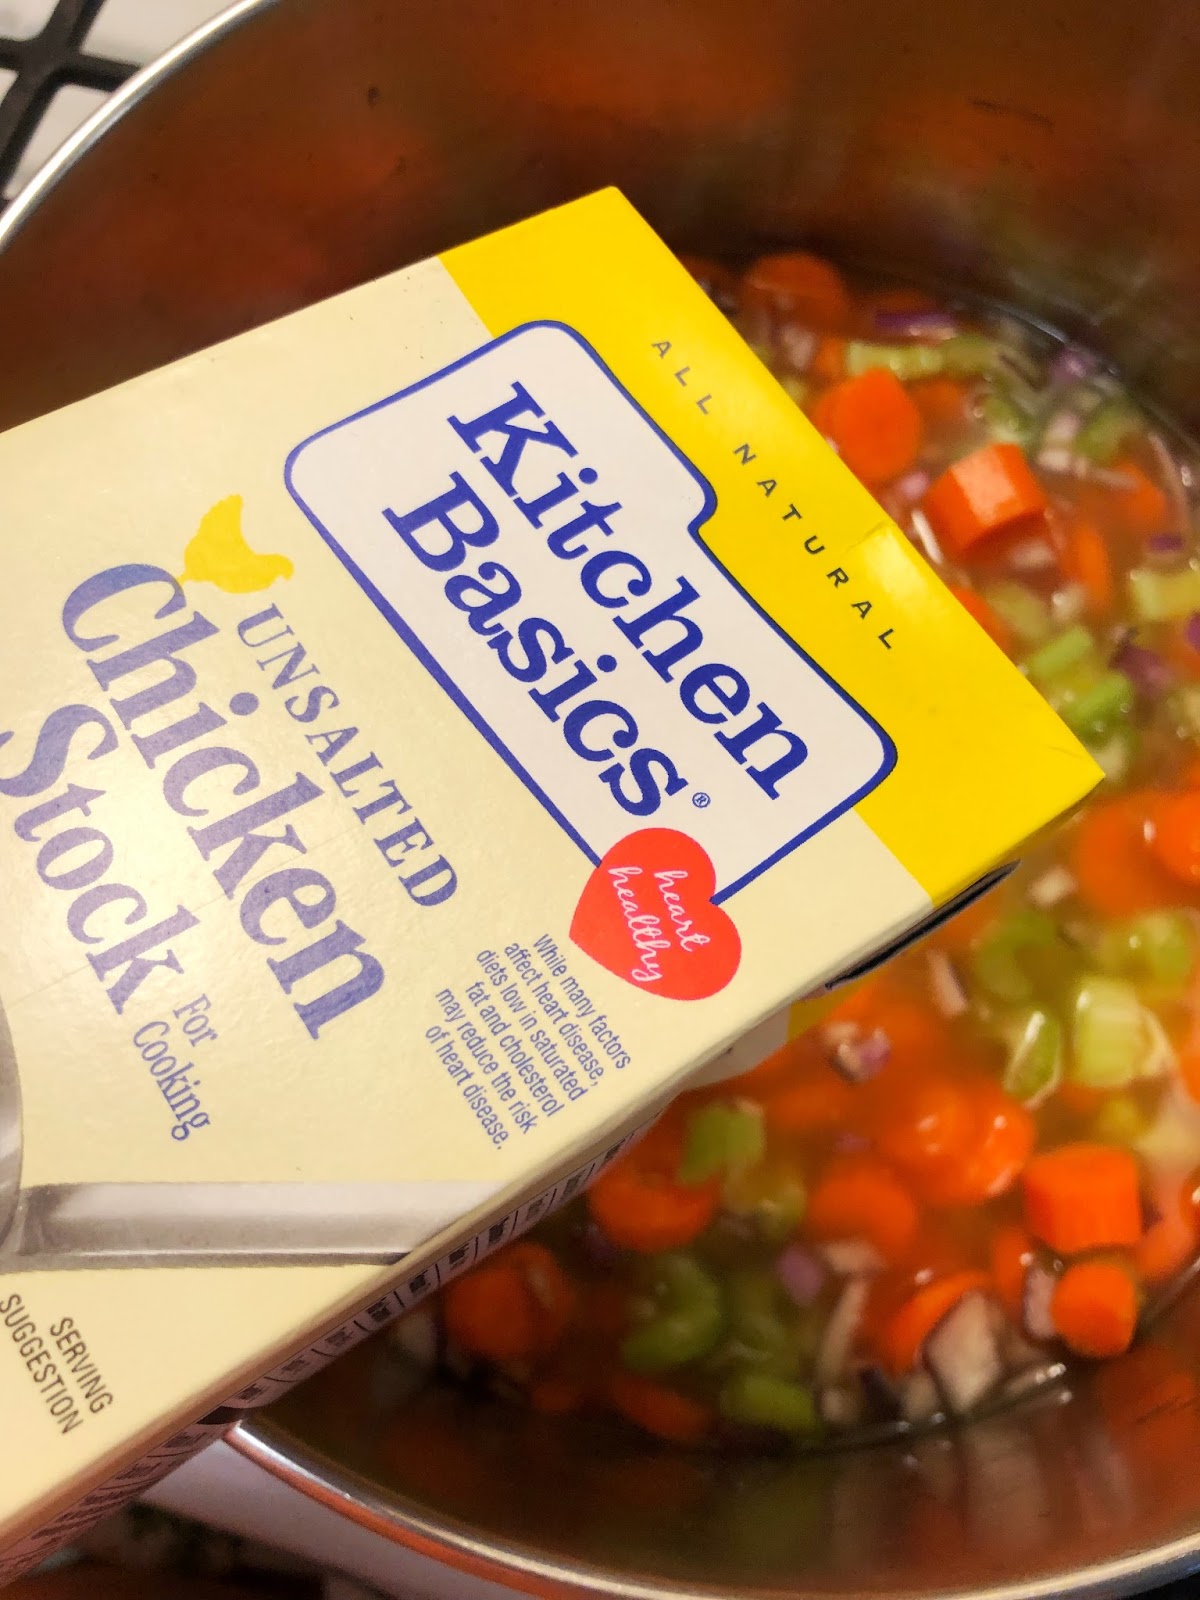 ALL NATURAL
Kitchen
Basics®
heart
healthy
While many factors
affect heart disease,
diets low in saturated
fat and cholesterol
may reduce the risk
of heart disease.
UNSALTED
Chicken
Stock
For
Cooking
SERVING
SUGGESTION